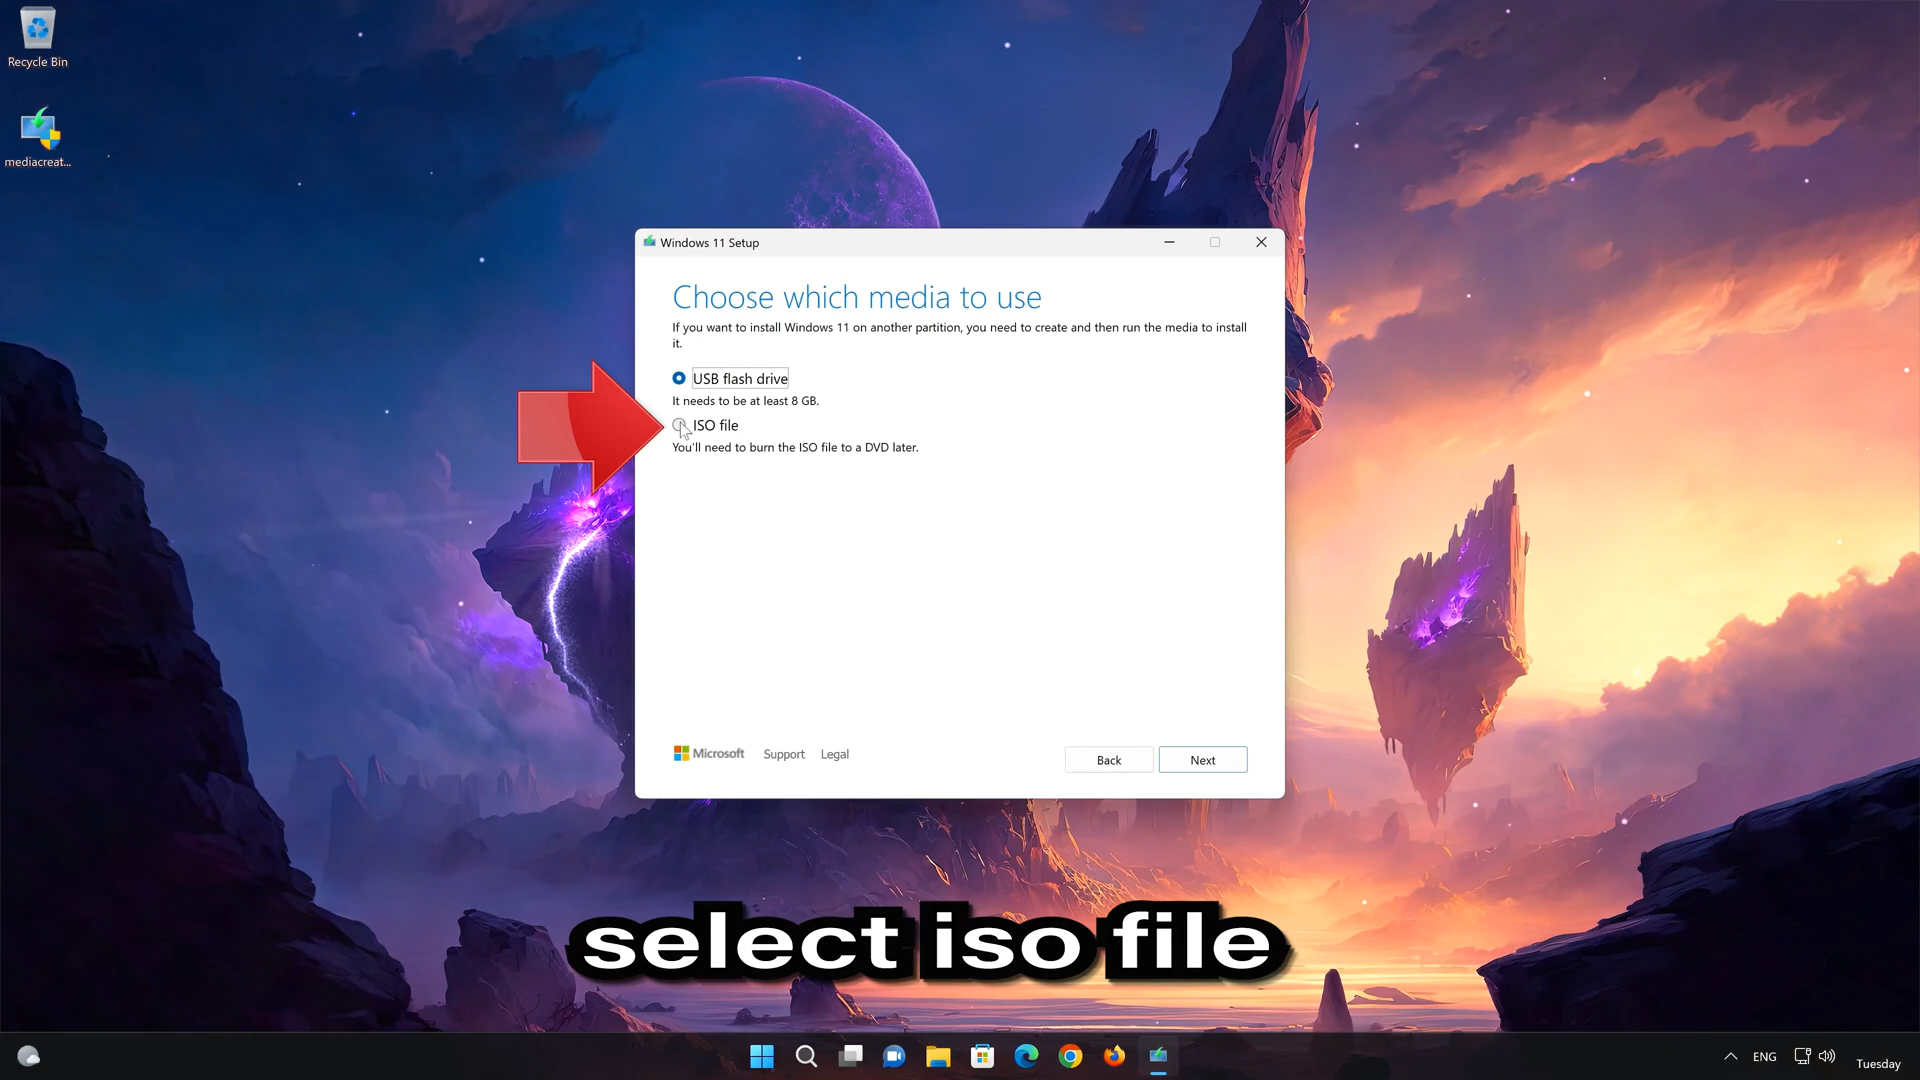 Recycle Bin
mediacreat...
Windows 11 Setup
Choose which media to use
If you want to install Windows 11 on another partition, you need to create and then run the media to install
it.
USB flash drive
It needs to be at least 8 GB.
ISO file
You'll need to burn the ISO file to a DVD later.
Microsoft
Support
Legal
Back
Next
select iso file
ENG
Tuesday